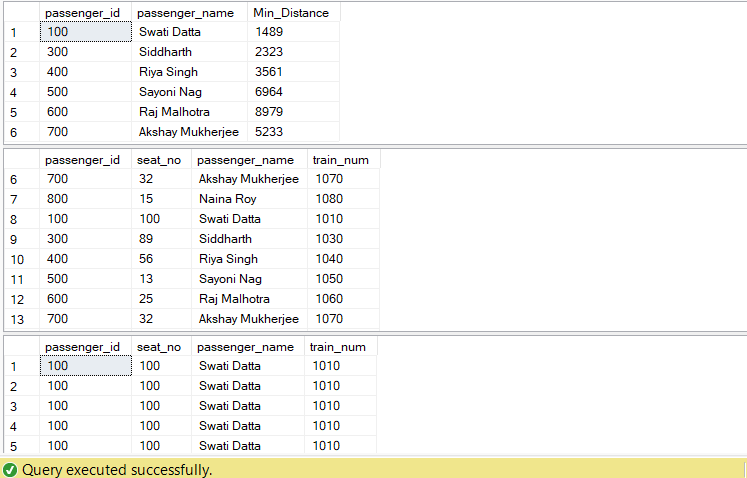 passenger_id passenger_name Min_Distance
1 100 Swati Datta 1489
2 300 Siddharth 2323
3 400 Riya Singh 3561
4 500 Sayoni Nag 6964
5 600 Raj Malhotra 8979
6 700 Akshay Mukherjee 5233
passenger_id seat_no passenger_name train_num
6 700 32 Akshay Mukherjee 1070
7 800 15 Naina Roy 1080
8 100 100 Swati Datta 1010
9 300 89 Siddharth 1030
10 400 56 Riya Singh 1040
11 500 13 Sayoni Nag 1050
12 600 25 Raj Malhotra 1060
13 700 32 Akshay Mukherjee 1070
passenger_id seat_no passenger_name train_num
1 100 100 Swati Datta 1010
2 100 100 Swati Datta 1010
3 100 100 Swati Datta 1010
4 100 100 Swati Datta 1010
5 100 100 Swati Datta 1010
Query executed successfully.